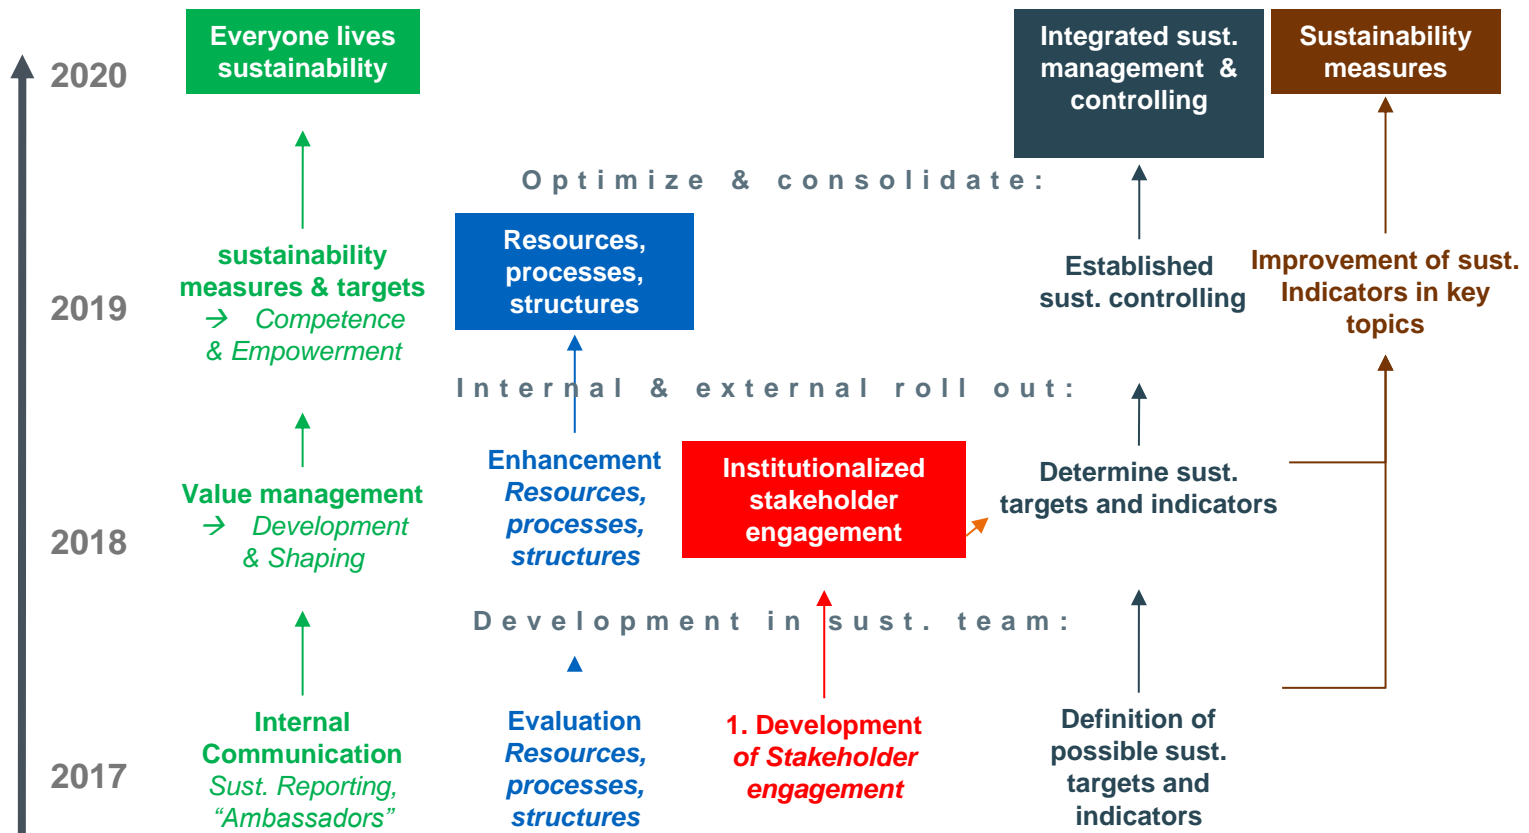 2020
Everyone lives
sustainability
Integrated sust.
management &
controlling
Sustainability
measures
Optimize & consolidate:
2019
sustainability
measures & targets
→ Competence
& Empowerment
Resources,
processes,
structures
Established
sust. controlling
Improvement of sust.
Indicators in key
topics
Internal & external roll out:
2018
Value management
→ Development
& Shaping
Enhancement
Resources,
processes,
structures
Institutionalized
stakeholder
engagement
Determine sust.
targets and indicators
Development in sust. team:
2017
Internal
Communication
Sust. Reporting,
“Ambassadors”
Evaluation
Resources,
processes,
structures
1. Development
of Stakeholder
engagement
Definition of
possible sust.
targets and
indicators